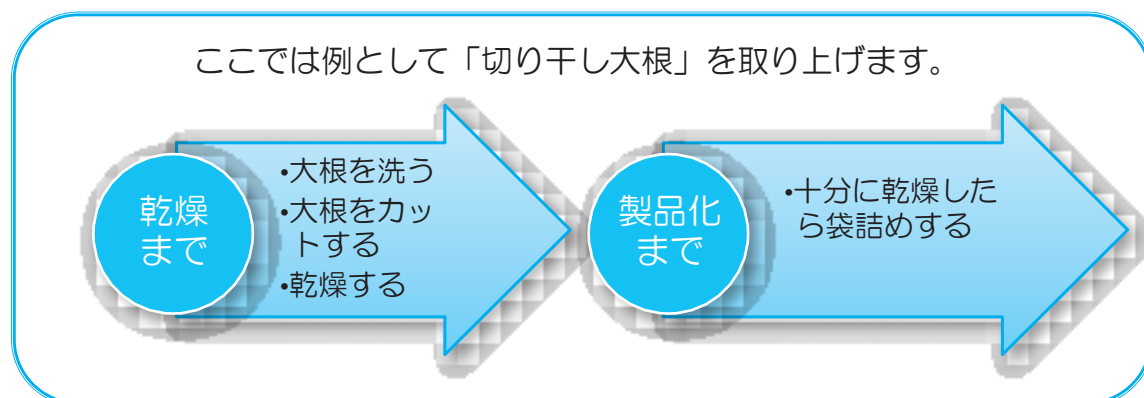 ここでは例として「切り干し大根」を取り上げます。
乾燥
まで
•大根を洗う
•大根をカッ
トする
•乾燥する
製品化
まで
•十分に乾燥した
ら袋詰めする